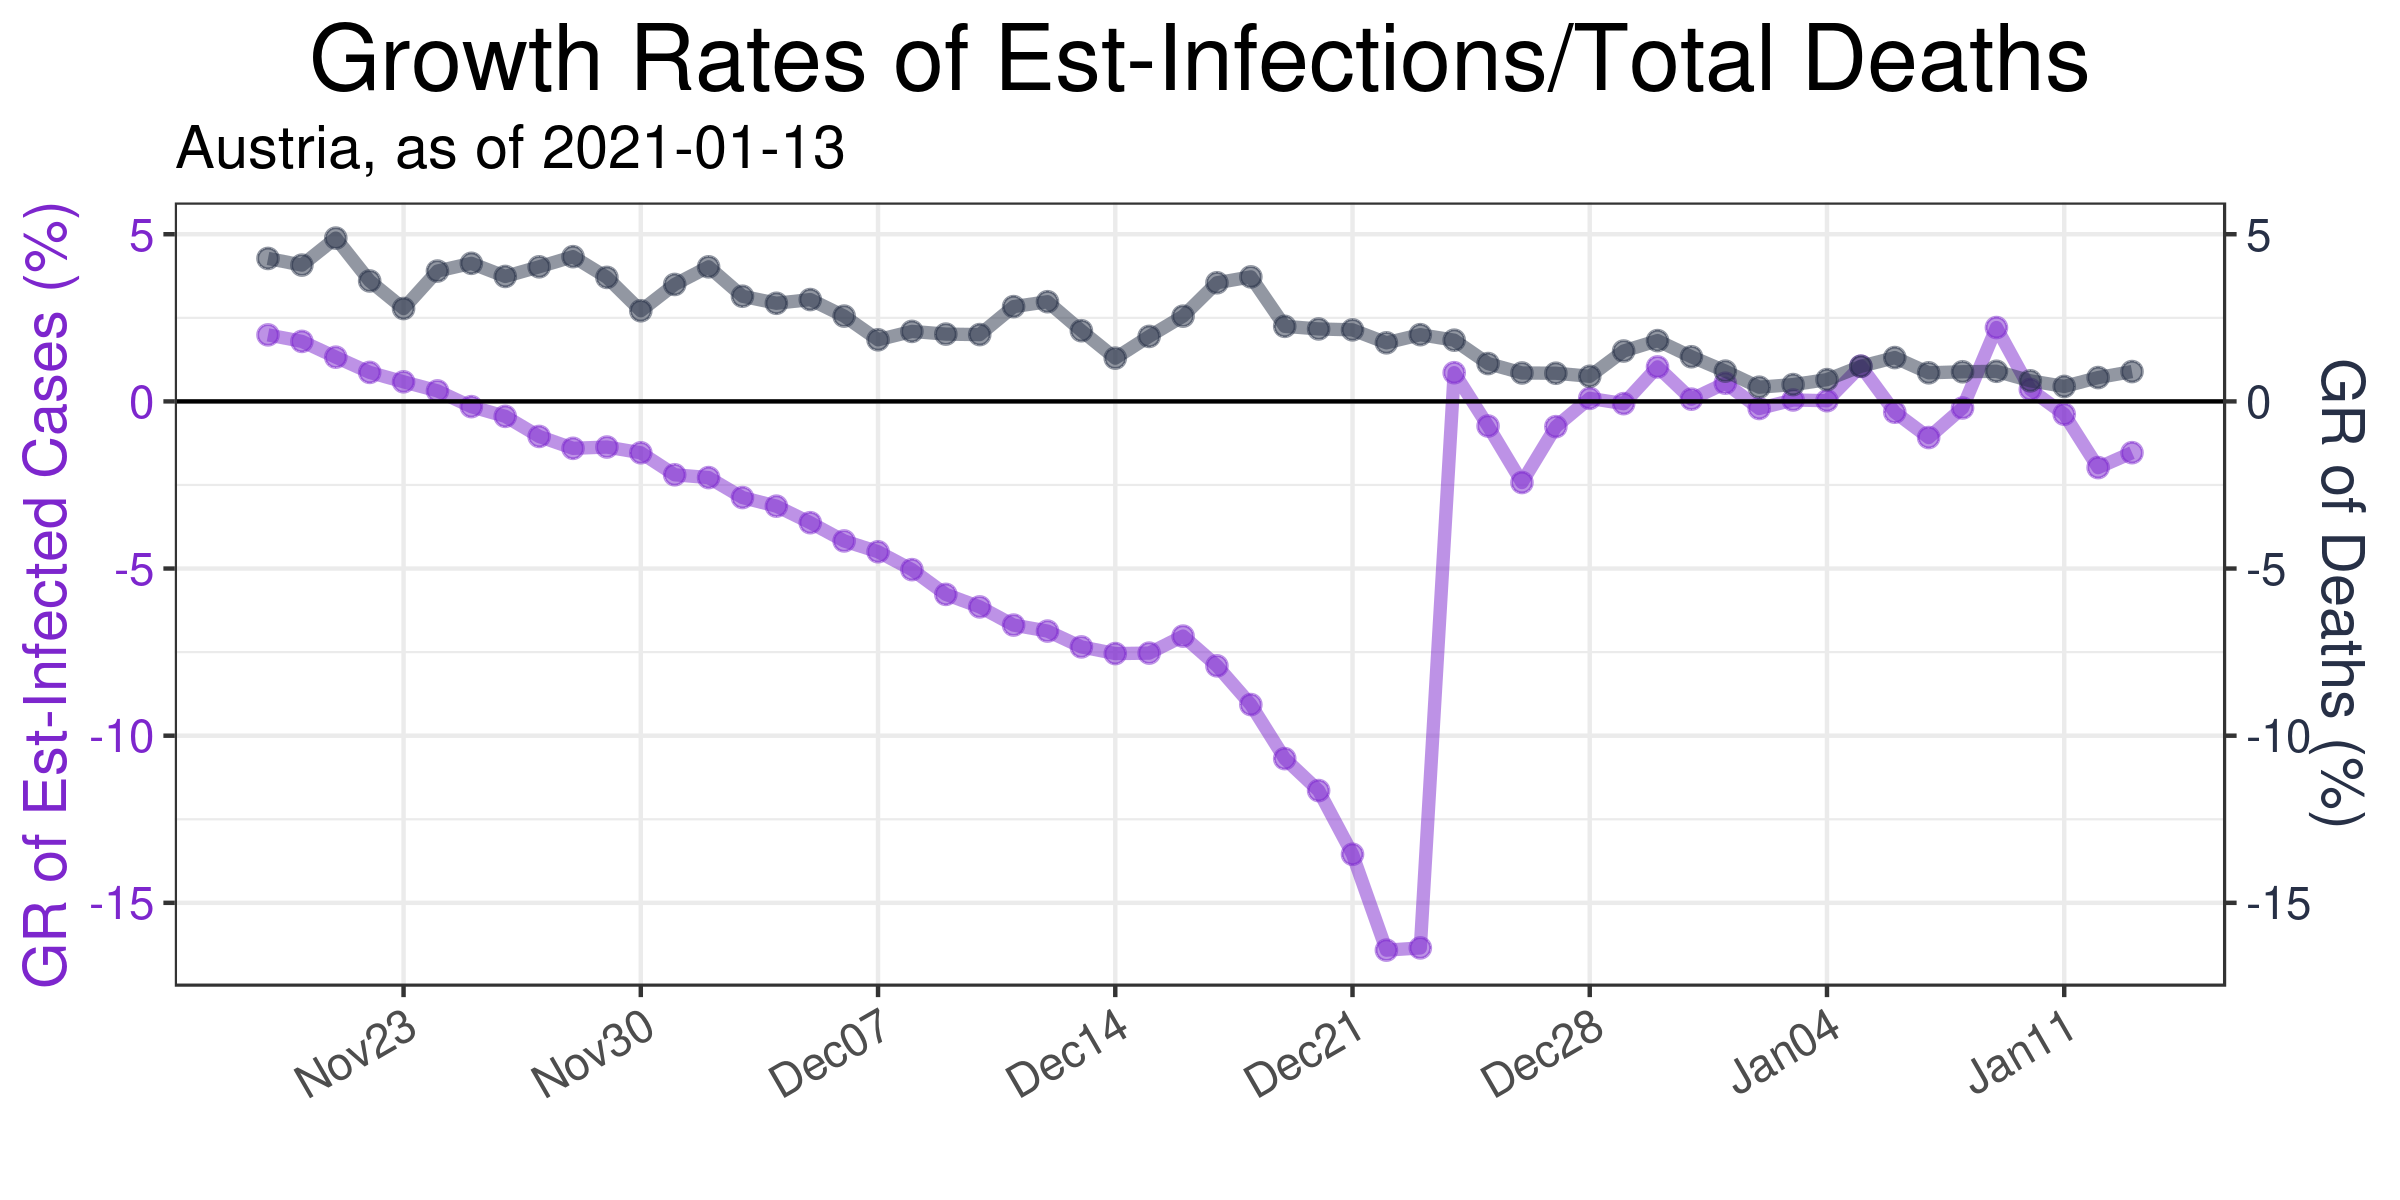 Growth Rates of Est-Infections/Total Deaths
Austria, as of 2021-01-13
GR of Est-Infected Cases (%)
5
0
-5
-10
-15
5
0
-5
-10
-15
GR of Deaths (%)
Nov23
Nov30
Dec07
Dec14
Dec21
Dec28
Jan04
Jan11